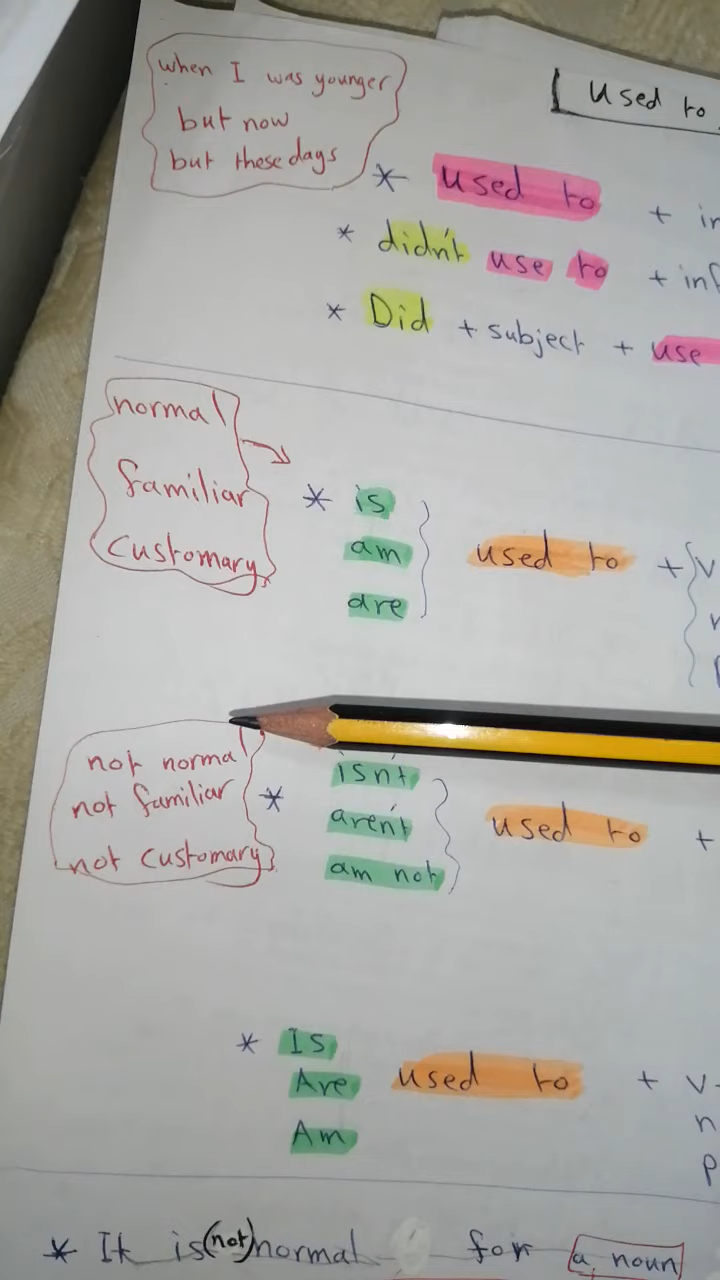 when I was younger
but now
but these days
Used to
* used to +
* didn't use to + inf
* Did + subject + use
normal
familiar
customary
* is
am
are
used to + v
not normal
not familiar
not customary
* isn't
aren't
am not
used to +
* Is
Are
Am
used to + v-
n
p
* It is (not) normal for a noun